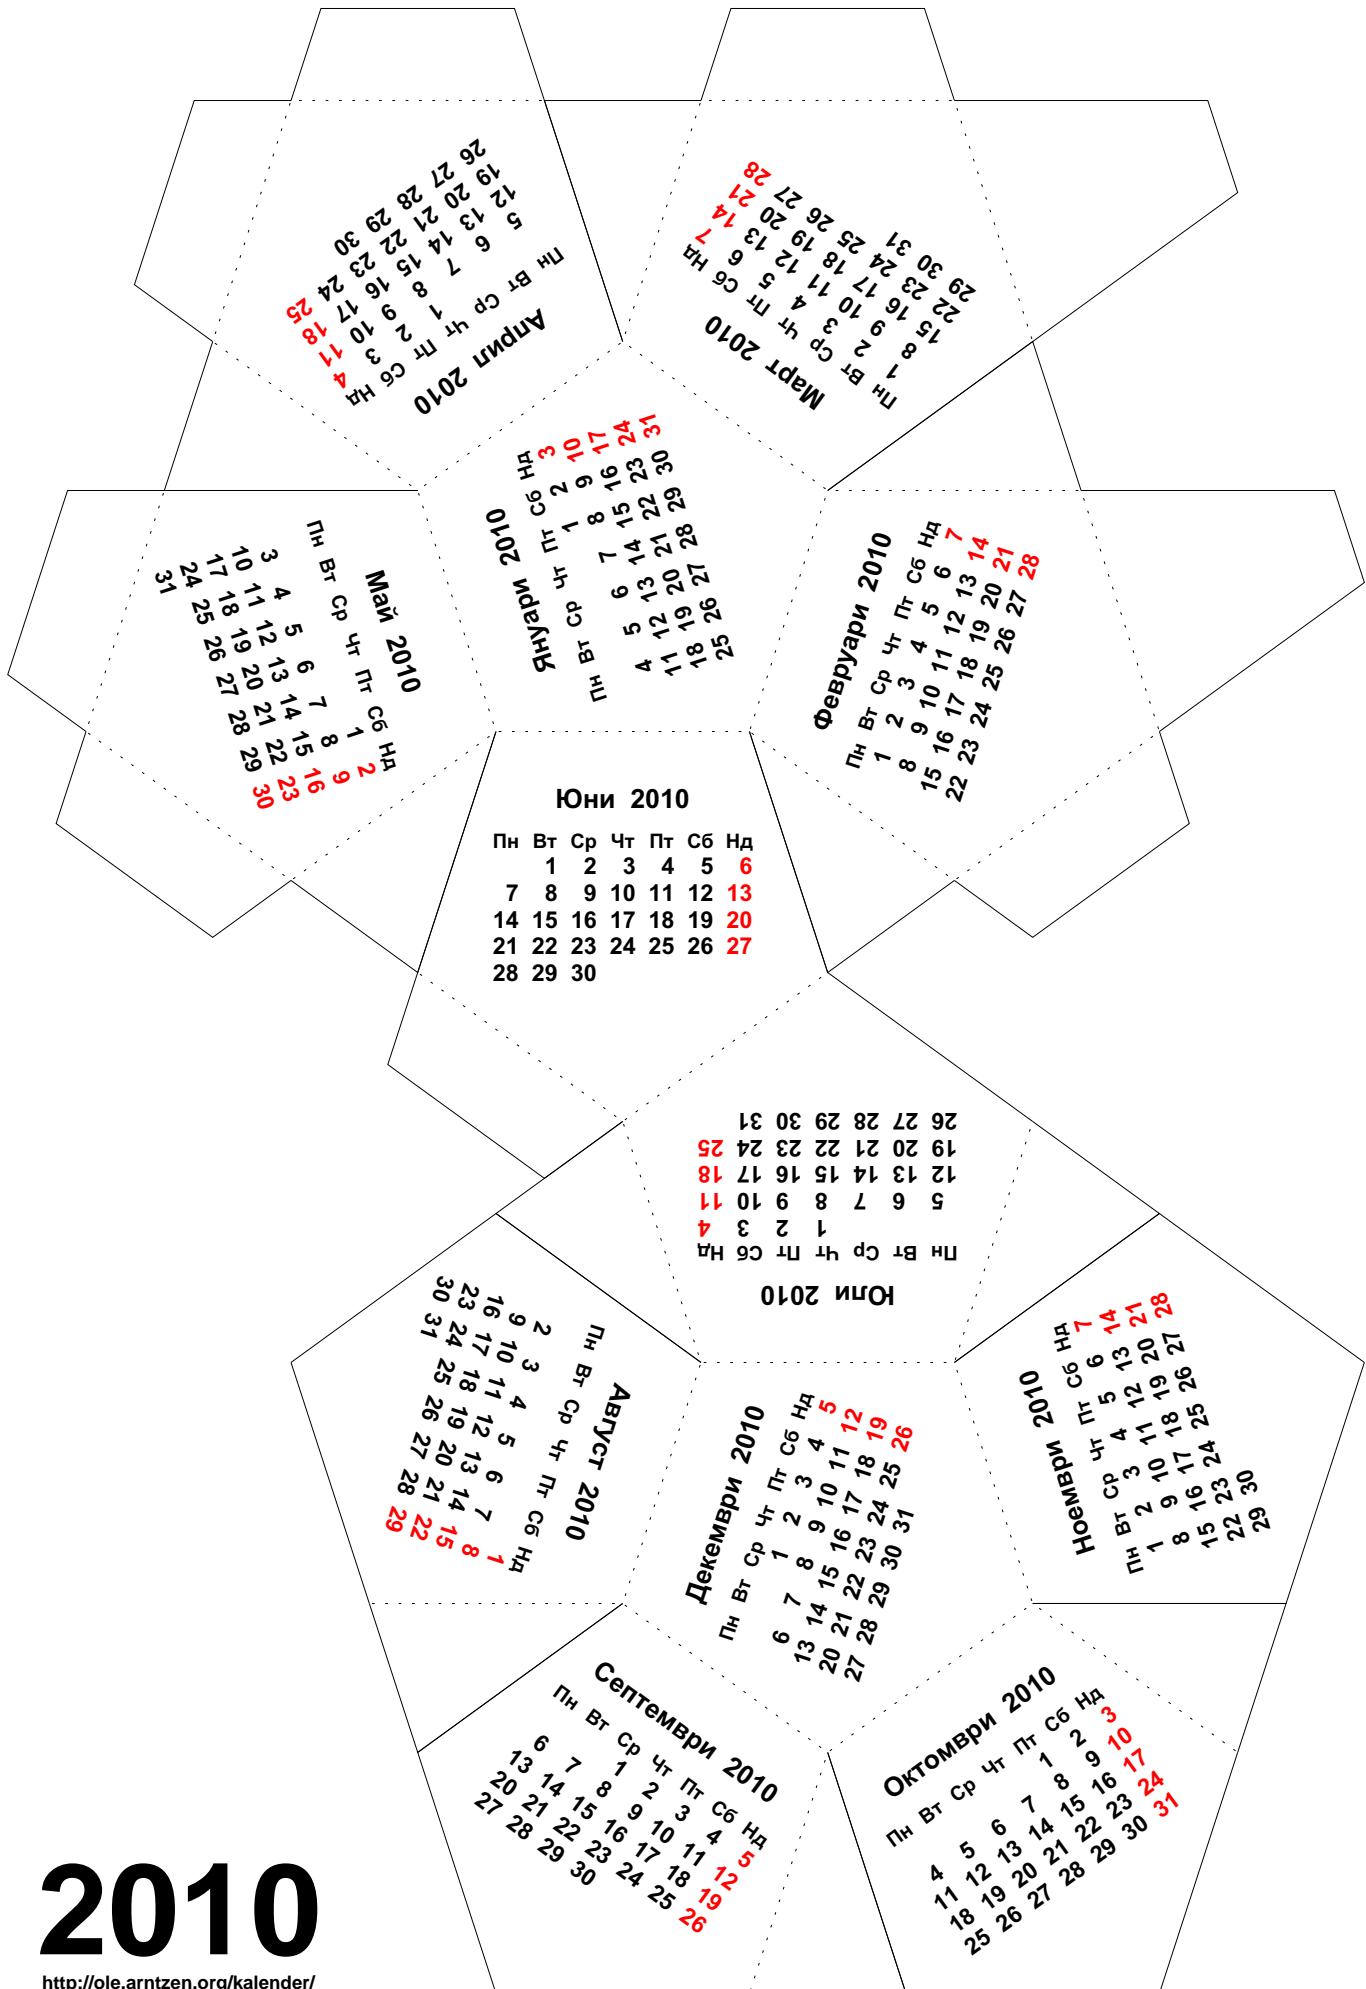 Април 2010
Пн Вт Ср Чт Пт Сб Нд
1 2 3 4
5 6 7 8 9 10 11
12 13 14 15 16 17 18
19 20 21 22 23 24 25
26 27 28 29 30
Март 2010
Пн Вт Ср Чт Пт Сб Нд
1 2 3 4 5 6 7
8 9 10 11 12 13 14
15 16 17 18 19 20 21
22 23 24 25 26 27 28
29 30 31
Януари 2010
Пн Вт Ср Чт Пт Сб Нд
1 2 3
4 5 6 7 8 9 10
11 12 13 14 15 16 17
18 19 20 21 22 23 24
25 26 27 28 29 30 31
Май 2010
Пн Вт Ср Чт Пт Сб Нд
1 2
3 4 5 6 7 8 9
10 11 12 13 14 15 16
17 18 19 20 21 22 23
24 25 26 27 28 29 30
31
Февруари 2010
Пн Вт Ср Чт Пт Сб Нд
1 2 3 4 5 6 7
8 9 10 11 12 13 14
15 16 17 18 19 20 21
22 23 24 25 26 27 28
Юни 2010
Пн Вт Ср Чт Пт Сб Нд
1 2 3 4 5 6
7 8 9 10 11 12 13
14 15 16 17 18 19 20
21 22 23 24 25 26 27
28 29 30
Юли 2010
Пн Вт Ср Чт Пт Сб Нд
1 2 3 4
5 6 7 8 9 10 11
12 13 14 15 16 17 18
19 20 21 22 23 24 25
26 27 28 29 30 31
Август 2010
Пн Вт Ср Чт Пт Сб Нд
1
2 3 4 5 6 7 8
9 10 11 12 13 14 15
16 17 18 19 20 21 22
23 24 25 26 27 28 29
30 31
Декември 2010
Пн Вт Ср Чт Пт Сб Нд
1 2 3 4 5
6 7 8 9 10 11 12
13 14 15 16 17 18 19
20 21 22 23 24 25 26
27 28 29 30 31
Ноември 2010
Пн Вт Ср Чт Пт Сб Нд
1 2 3 4 5 6 7
8 9 10 11 12 13 14
15 16 17 18 19 20 21
22 23 24 25 26 27 28
29 30
Септември 2010
Пн Вт Ср Чт Пт Сб Нд
1 2 3 4 5
6 7 8 9 10 11 12
13 14 15 16 17 18 19
20 21 22 23 24 25 26
27 28 29 30
Октомври 2010
Пн Вт Ср Чт Пт Сб Нд
1 2 3
4 5 6 7 8 9 10
11 12 13 14 15 16 17
18 19 20 21 22 23 24
25 26 27 28 29 30 31
2010
http://ole.arntzen.org/kalender/